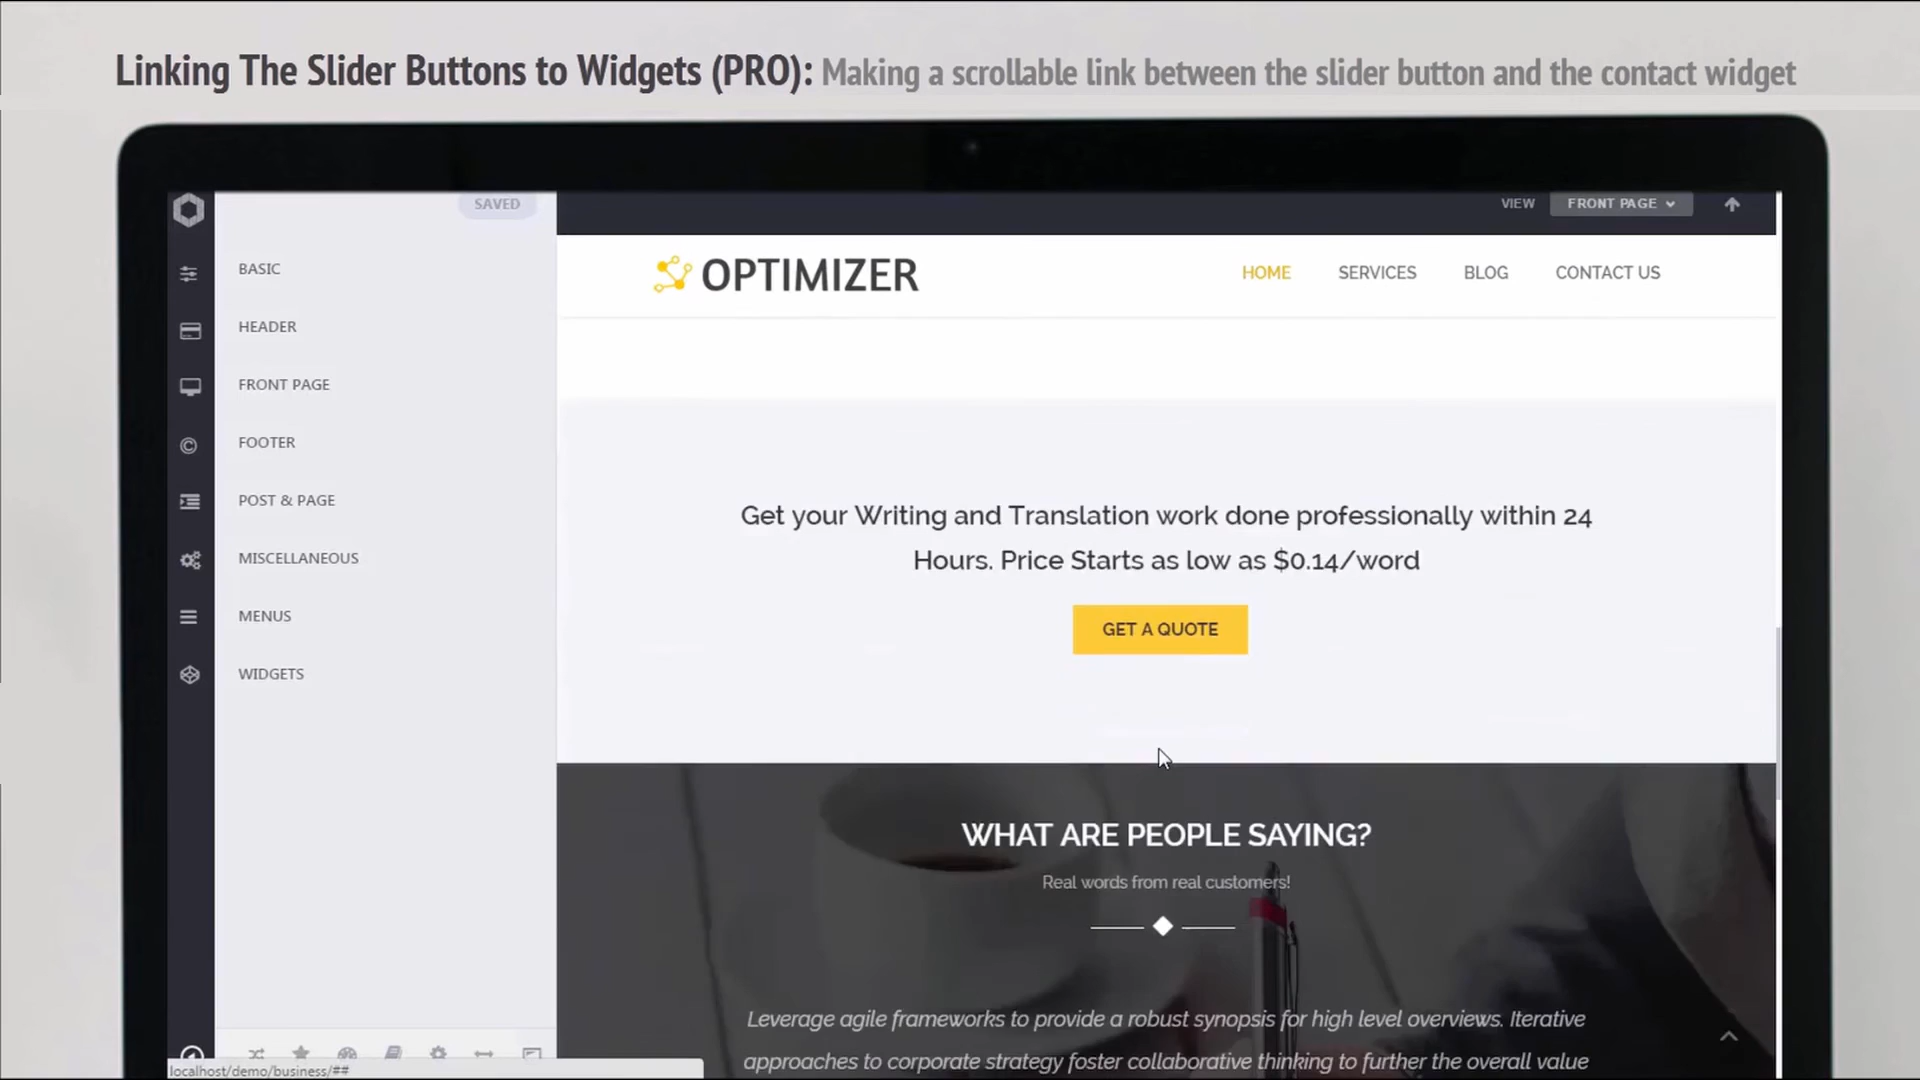 Linking The Slider Buttons to Widgets (PRO): Making a scrollable link between the slider button and the contact widget
SAVED
VIEW
FRONT PAGE
BASIC
HEADER
FRONT PAGE
FOOTER
POST & PAGE
MISCELLANEOUS
MENUS
WIDGETS
OPTIMIZER
HOME SERVICES BLOG CONTACT US
Get your Writing and Translation work done professionally within 24
Hours. Price Starts as low as $0.14/word
GET A QUOTE
WHAT ARE PEOPLE SAYING?
Real words from real customers!
Leverage agile frameworks to provide a robust synopsis for high level overviews. Iterative
approaches to corporate strategy foster collaborative thinking to further the overall value
localhost/demo/business/##